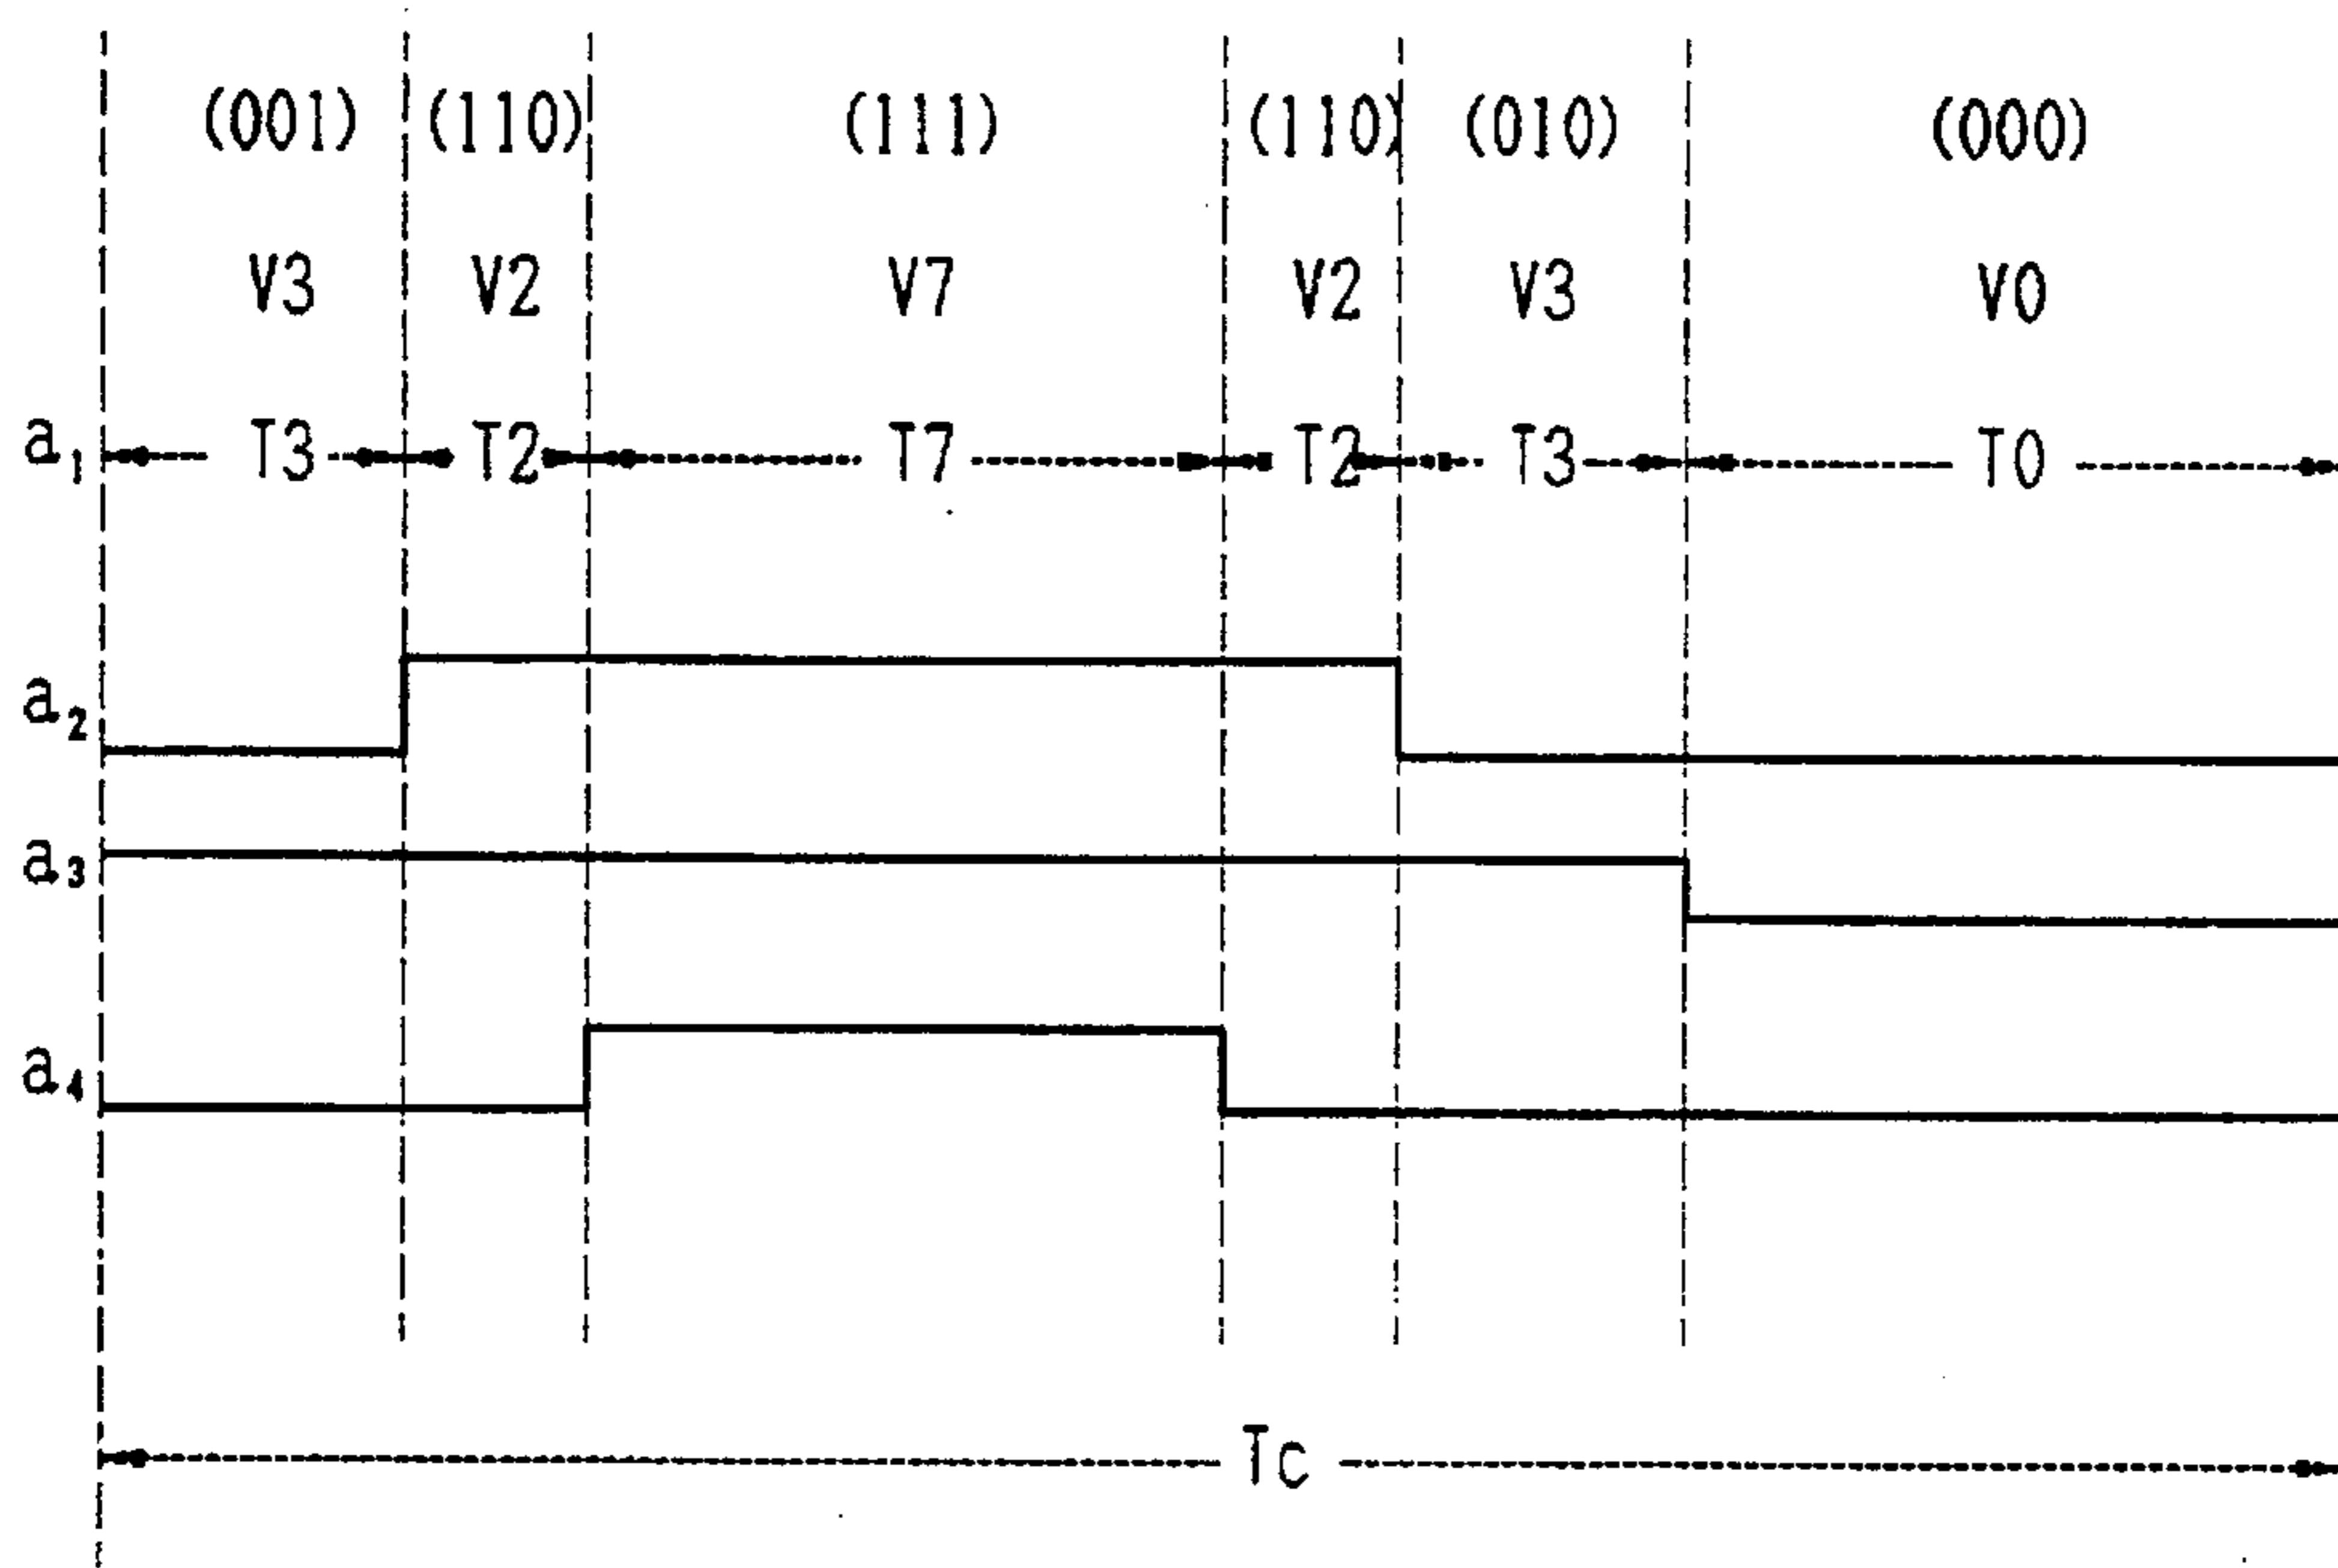 (001) (110) (111) (110) (010) (000)
V3 V2 V7 V2 V3 V0
a₁ T3 T2 T7 T2 T3 T0
a₂
a₃
a₄
Tc